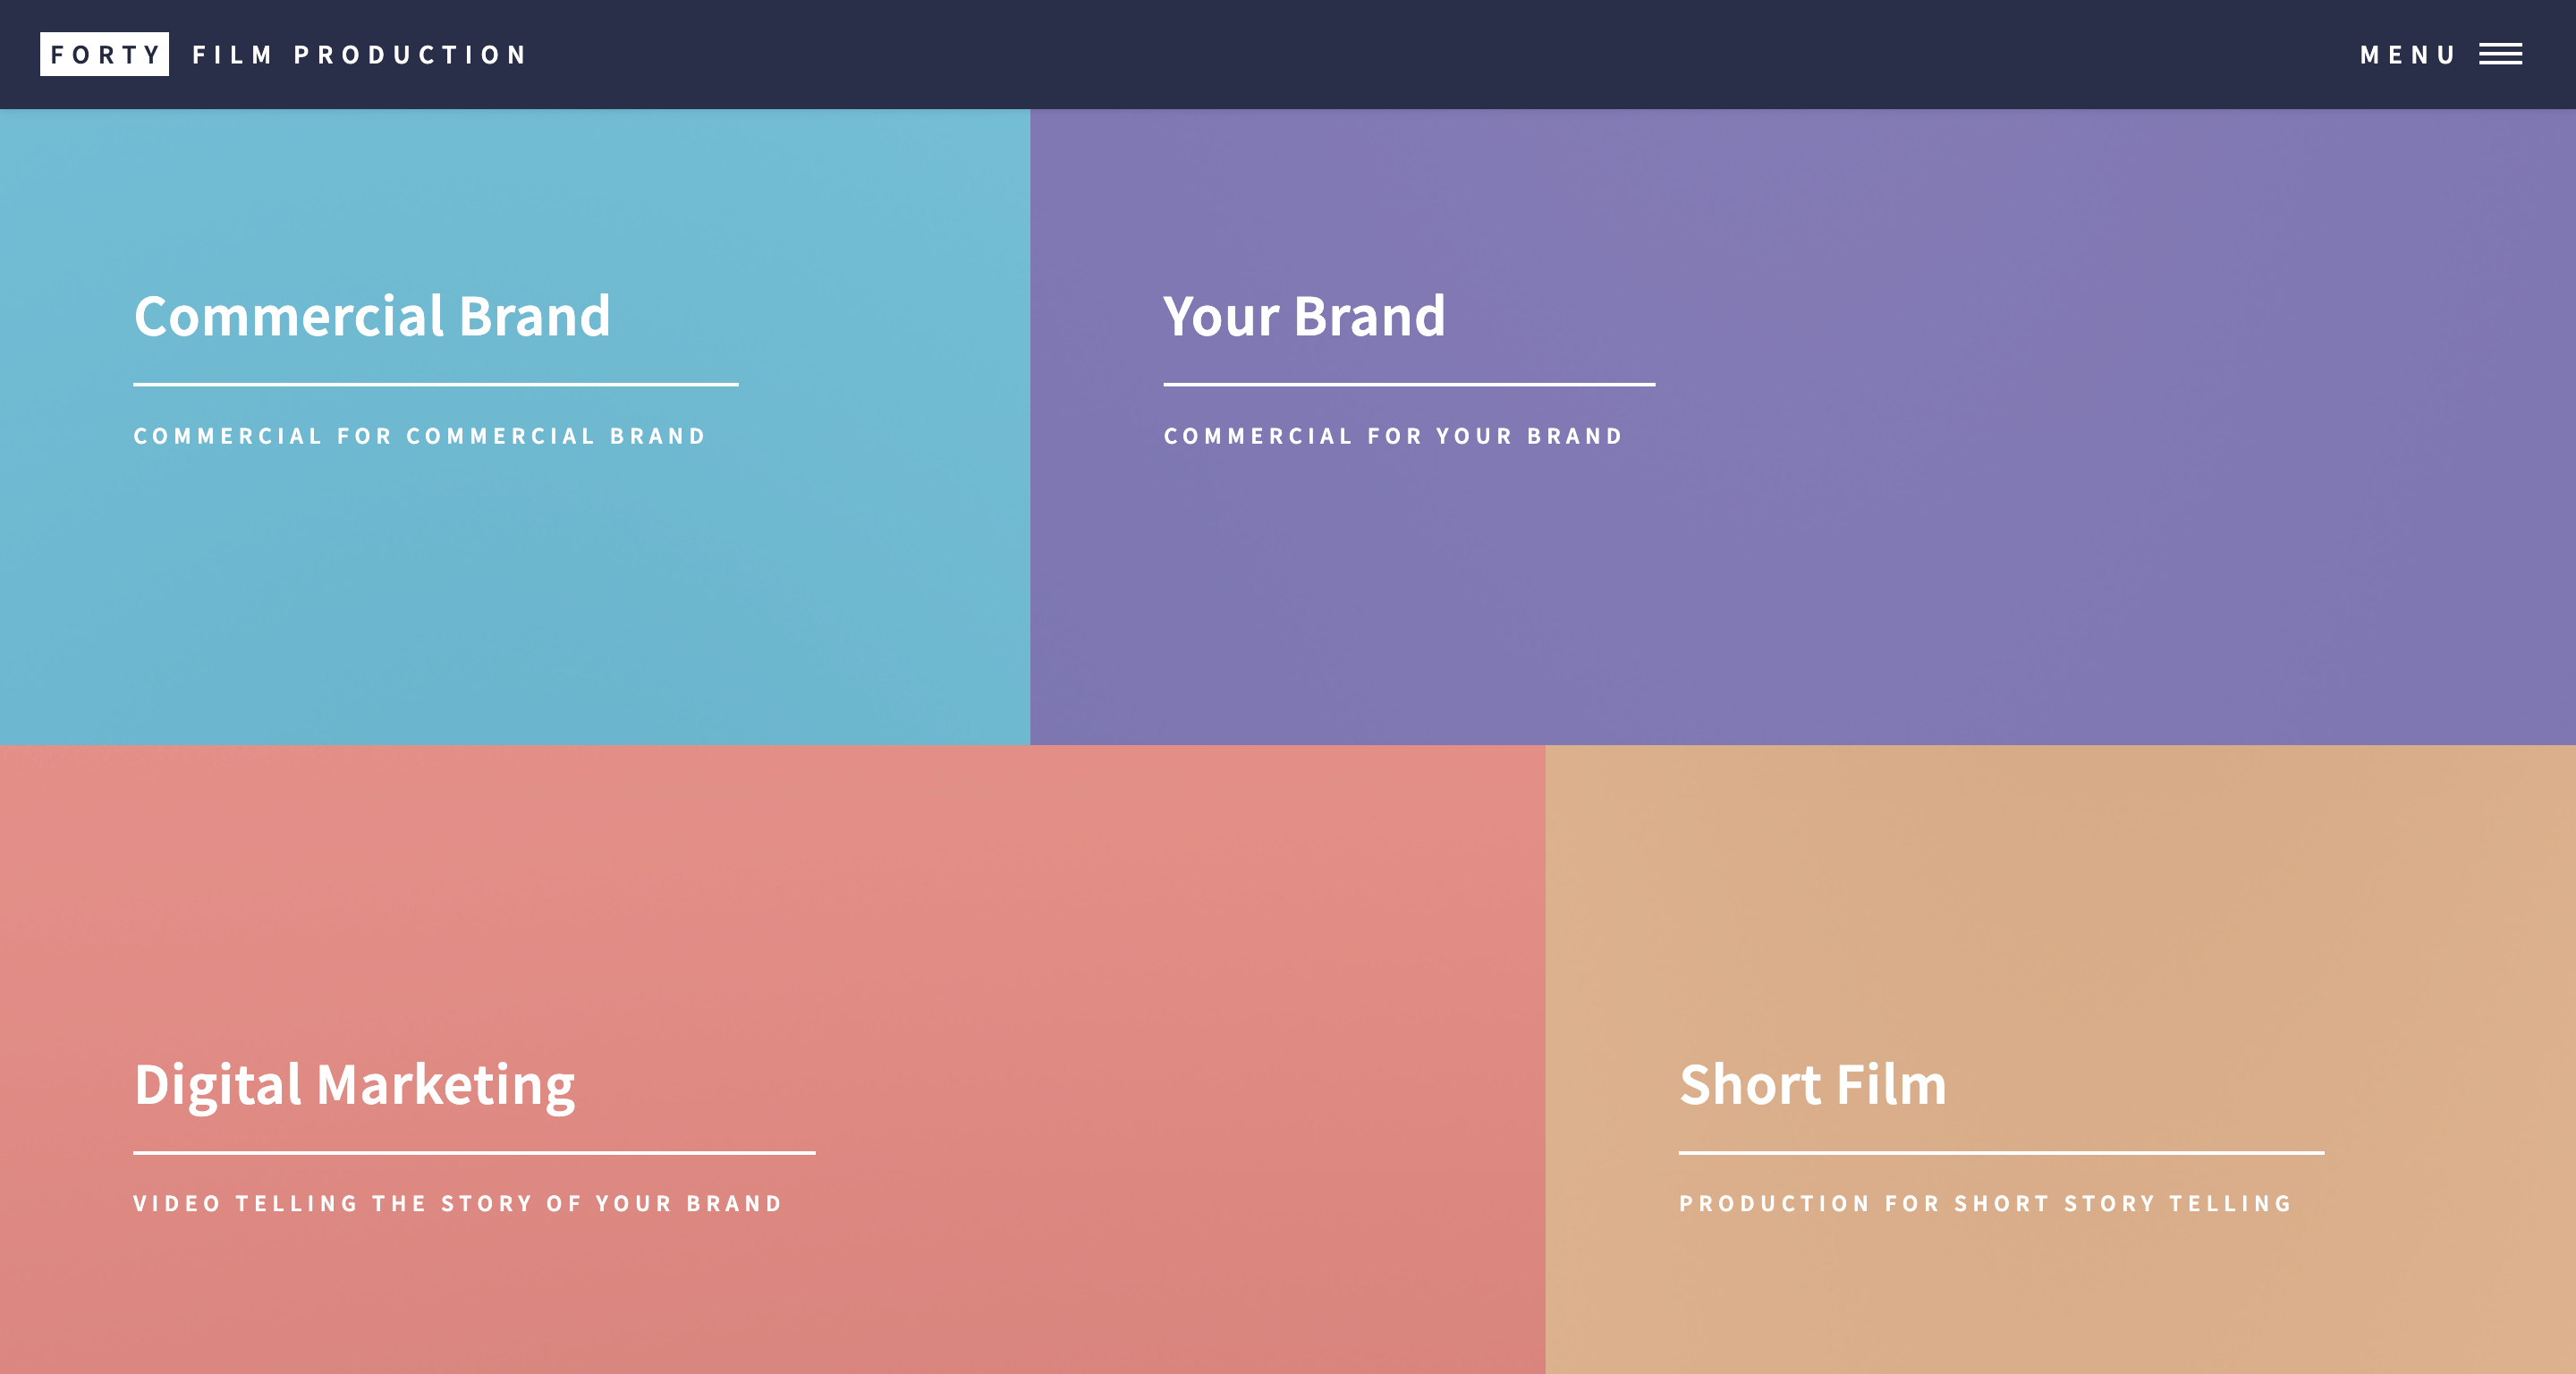 FORTY FILM PRODUCTION
MENU
Commercial Brand
COMMERCIAL FOR COMMERCIAL BRAND
Your Brand
COMMERCIAL FOR YOUR BRAND
Digital Marketing
VIDEO TELLING THE STORY OF YOUR BRAND
Short Film
PRODUCTION FOR SHORT STORY TELLING